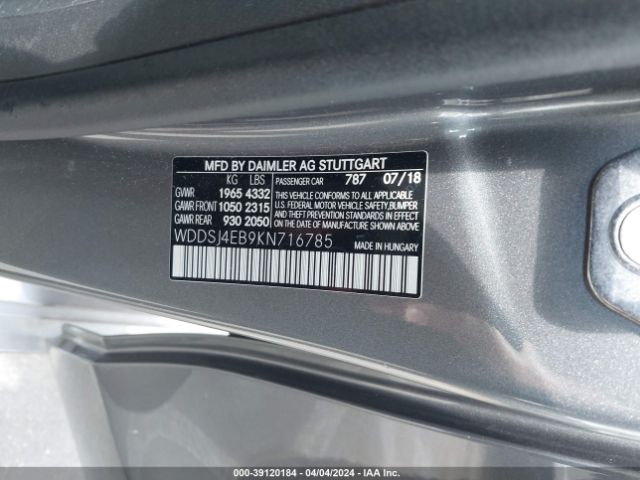 MFD BY DAIMLER AG STUTTGART
KG LBS PASSENGER CAR 787 07/18
GVWR 1965 4332 THIS VEHICLE CONFORMS TO ALL APPLICABLE
GAWR FRONT 1050 2315 U.S. FEDERAL MOTOR VEHICLE SAFETY, BUMPER
GAWR REAR 930 2050 AND THEFT PREVENTION STANDARDS IN EFFECT
ON THE DATE OF MANUFACTURE SHOWN ABOVE.
WDDSJ4EB9KN716785 MADE IN HUNGARY
000-39120184 - 04/04/2024 - IAA Inc.